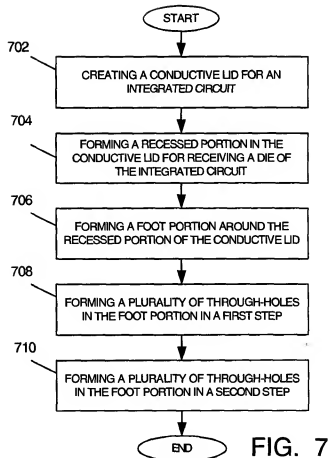 START
702
CREATING A CONDUCTIVE LID FOR AN
INTEGRATED CIRCUIT
704
FORMING A RECESSED PORTION IN THE
CONDUCTIVE LID FOR RECEIVING A DIE OF
THE INTEGRATED CIRCUIT
706
FORMING A FOOT PORTION AROUND THE
RECESSED PORTION OF THE CONDUCTIVE LID
708
FORMING A PLURALITY OF THROUGH-HOLES
IN THE FOOT PORTION IN A FIRST STEP
710
FORMING A PLURALITY OF THROUGH-HOLES
IN THE FOOT PORTION IN A SECOND STEP
END
FIG. 7